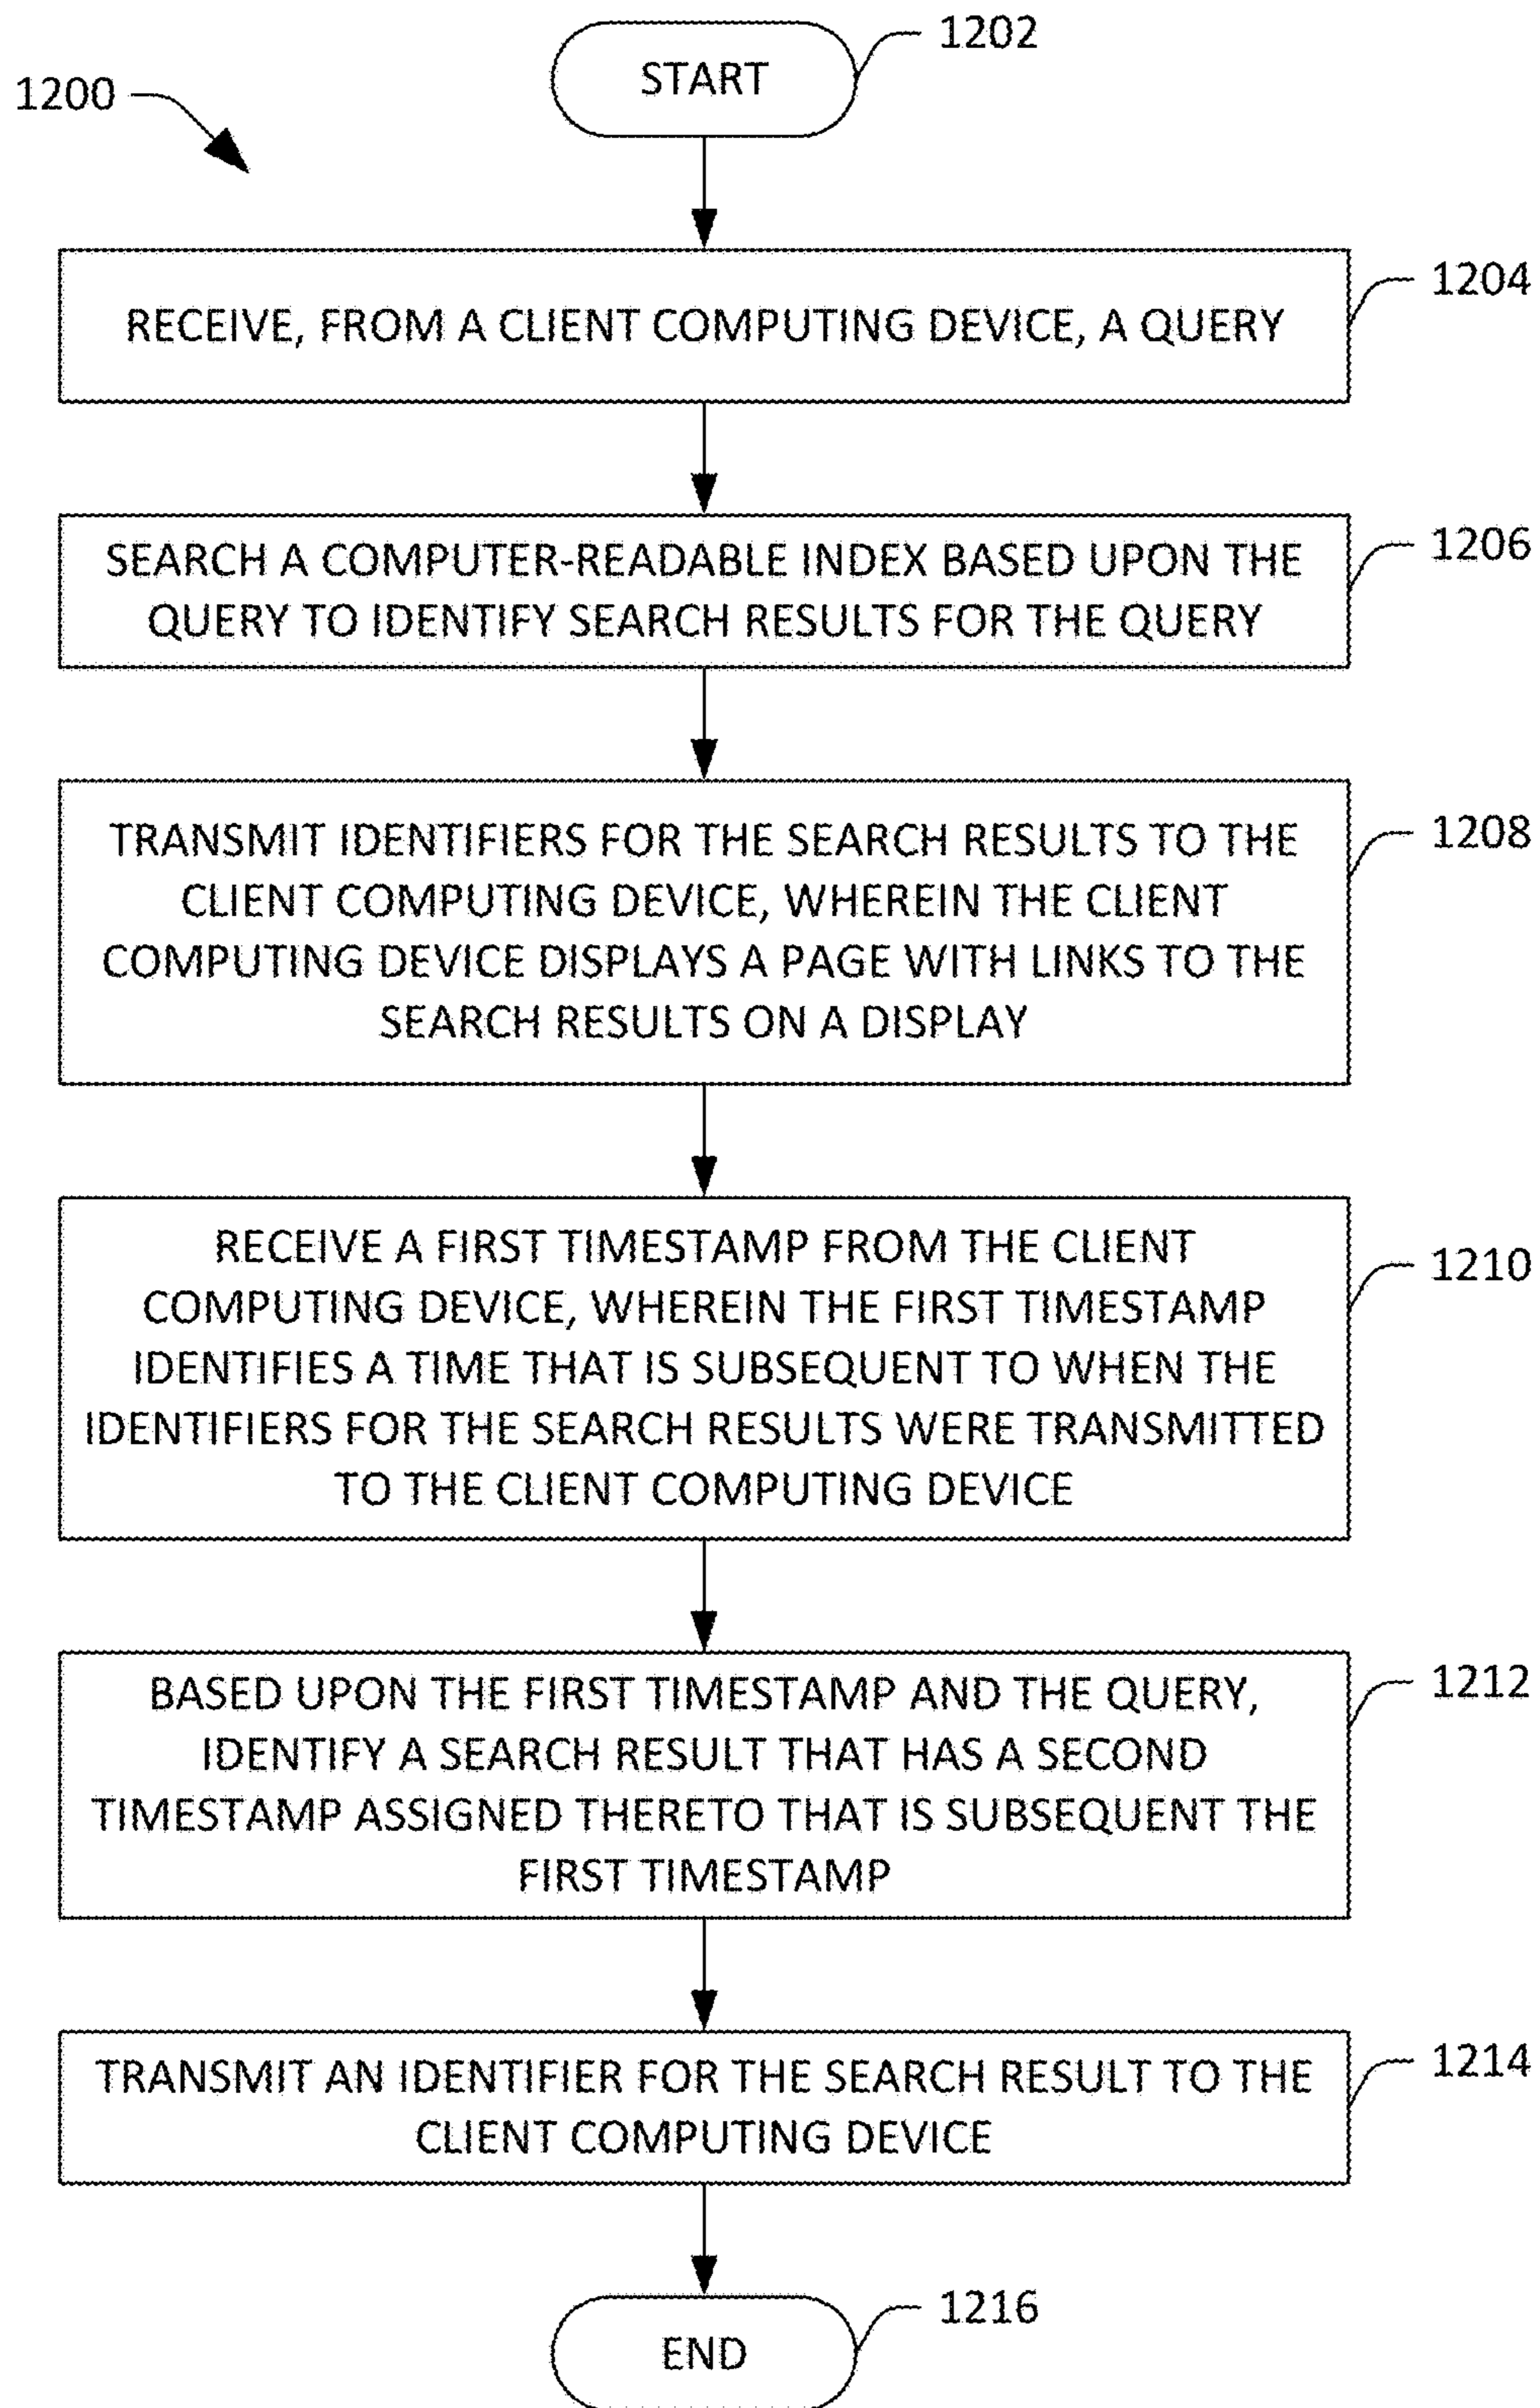 1200
START
1202
RECEIVE, FROM A CLIENT COMPUTING DEVICE, A QUERY
1204
SEARCH A COMPUTER-READABLE INDEX BASED UPON THE
QUERY TO IDENTIFY SEARCH RESULTS FOR THE QUERY
1206
TRANSMIT IDENTIFIERS FOR THE SEARCH RESULTS TO THE
CLIENT COMPUTING DEVICE, WHEREIN THE CLIENT
COMPUTING DEVICE DISPLAYS A PAGE WITH LINKS TO THE
SEARCH RESULTS ON A DISPLAY
1208
RECEIVE A FIRST TIMESTAMP FROM THE CLIENT
COMPUTING DEVICE, WHEREIN THE FIRST TIMESTAMP
IDENTIFIES A TIME THAT IS SUBSEQUENT TO WHEN THE
IDENTIFIERS FOR THE SEARCH RESULTS WERE TRANSMITTED
TO THE CLIENT COMPUTING DEVICE
1210
BASED UPON THE FIRST TIMESTAMP AND THE QUERY,
IDENTIFY A SEARCH RESULT THAT HAS A SECOND
TIMESTAMP ASSIGNED THERETO THAT IS SUBSEQUENT THE
FIRST TIMESTAMP
1212
TRANSMIT AN IDENTIFIER FOR THE SEARCH RESULT TO THE
CLIENT COMPUTING DEVICE
1214
END
1216